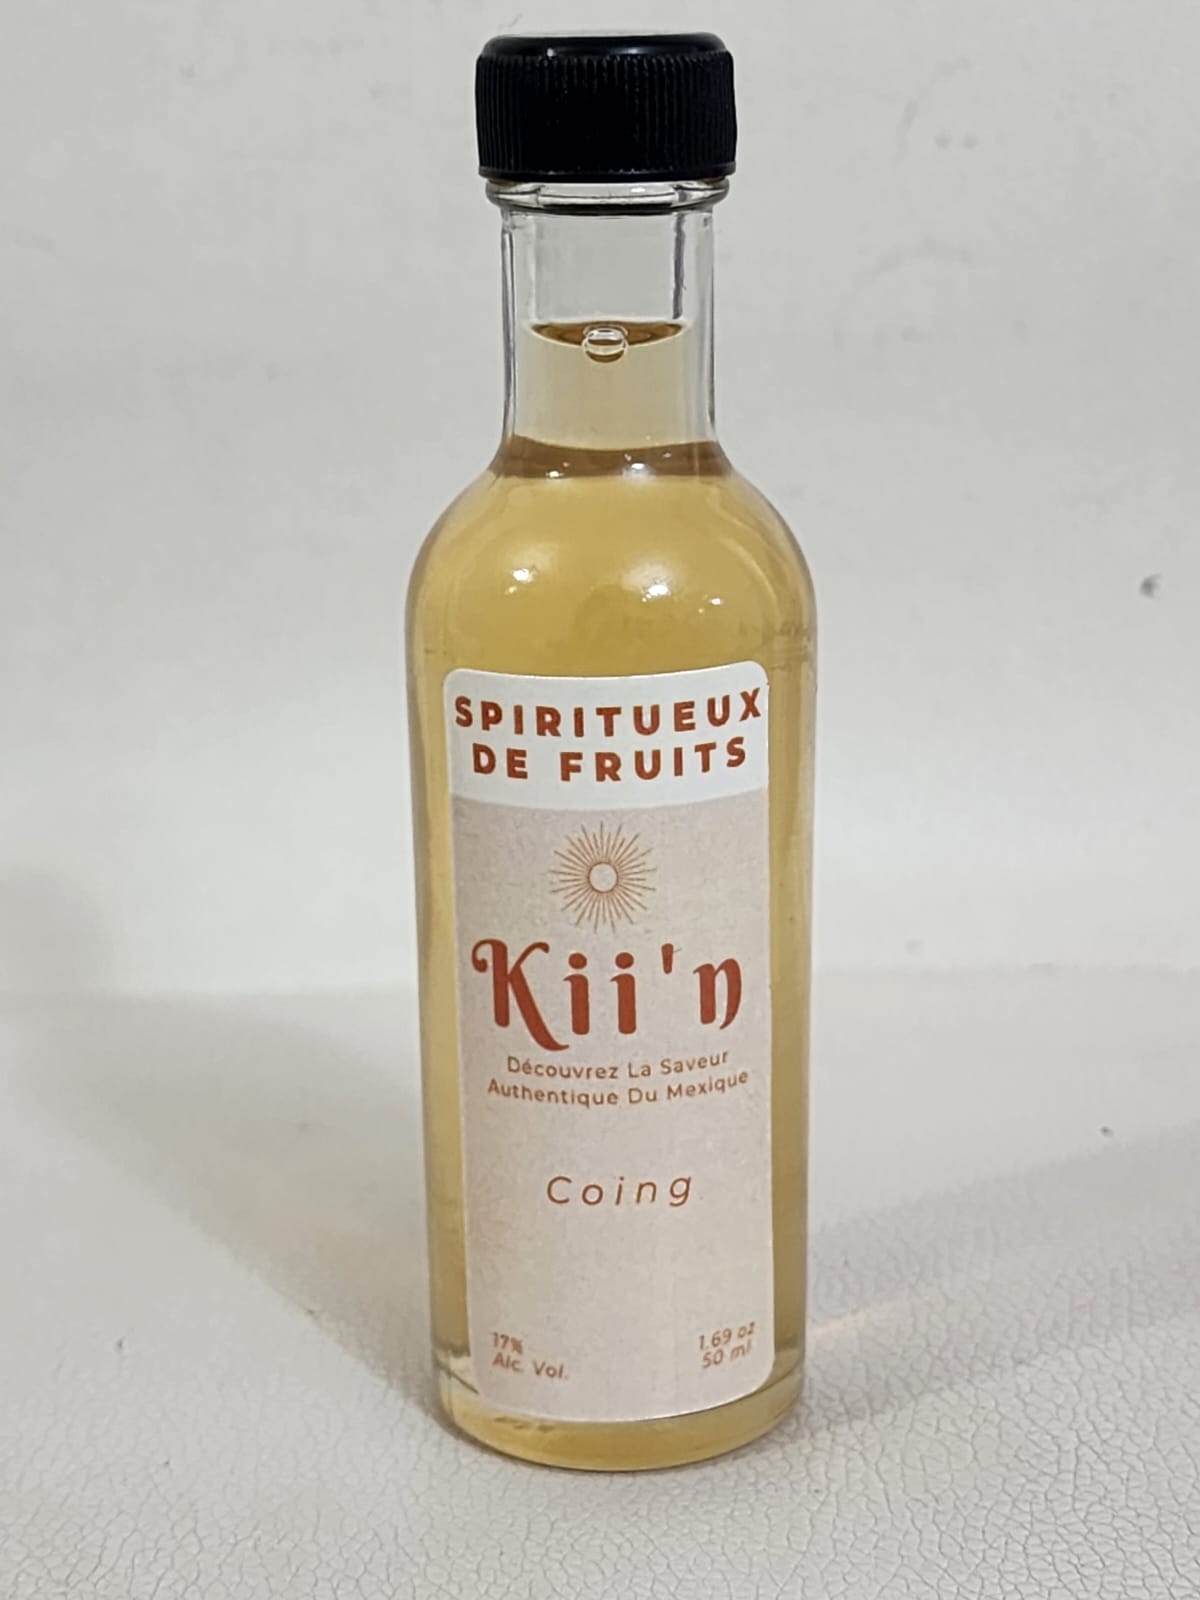 SPIRITUEUX
DE FRUITS
Kii'n
Découvrez La Saveur
Authentique Du Mexique
Coing
17%
Alc. Vol.
1.69 oz
50 ml